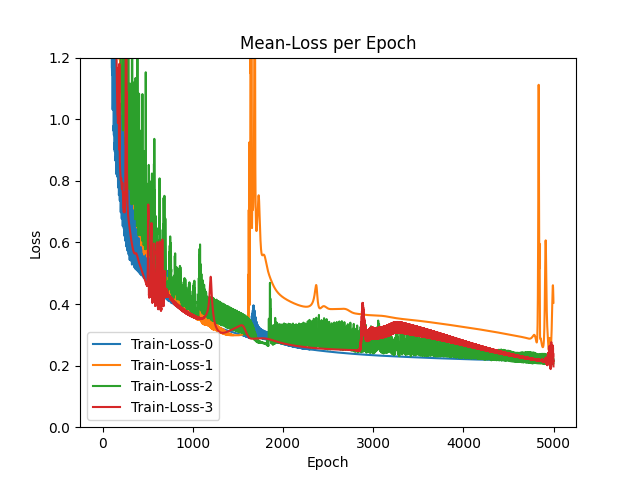 Mean-Loss per Epoch
Loss
1.2
1.0
0.8
0.6
0.4
0.2
0.0
Train-Loss-0
Train-Loss-1
Train-Loss-2
Train-Loss-3
0 1000 2000 3000 4000 5000
Epoch